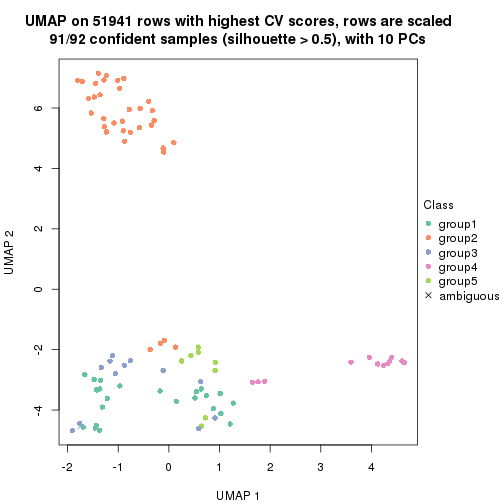 UMAP on 51941 rows with highest CV scores, rows are scaled
91/92 confident samples (silhouette > 0.5), with 10 PCs
6
4
2
0
-2
-4
UMAP 2
-2
-1
0
1
2
3
4
UMAP 1
Class
group1
group2
group3
group4
group5
ambiguous